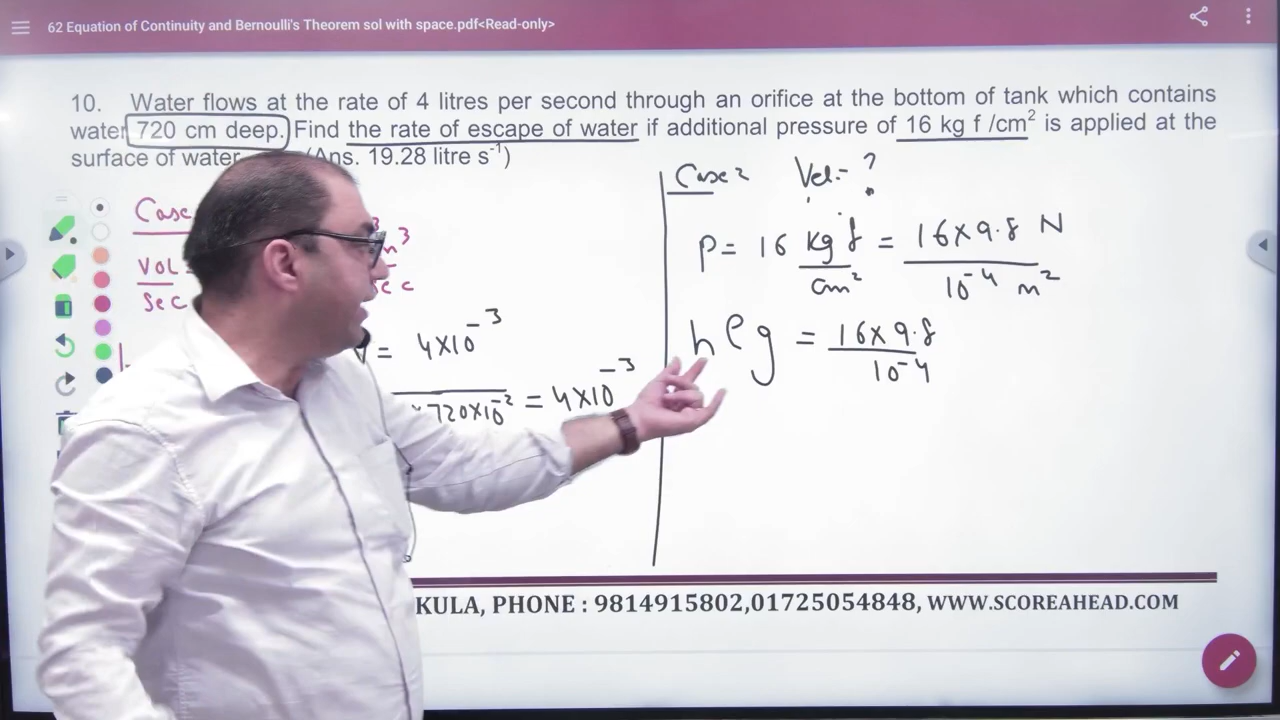 62 Equation of Continuity and Bernoulli's Theorem sol with space.pdf<Read-only>
10. Water flows at the rate of 4 litres per second through an orifice at the bottom of tank which contains
water 720 cm deep. Find the rate of escape of water if additional pressure of 16 kg f /cm² is applied at the
surface of water (Ans. 19.28 litre s⁻¹)
Case
Vol
Sec
m³
sec
= 4×10⁻³
720×10⁻² = 4×10⁻³
Case 2 Vel = ?
P = 16 kg f / cm² = 16×9.8 N / 10⁻⁴ m²
hρg = 16×9.8 / 10⁻⁴
KULA, PHONE : 9814915802,01725054848, WWW.SCOREAHEAD.COM